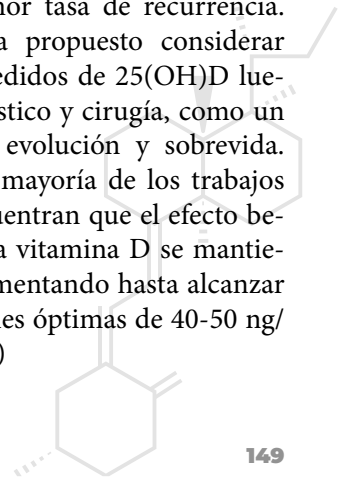 nor tasa de recurrencia.
a propuesto considerar
edidos de 25(OH)D lue-
stico y cirugía, como un
evolución y sobrevida.
mayoría de los trabajos
uentran que el efecto be-
a vitamina D se mantie-
mentando hasta alcanzar
nes óptimas de 40-50 ng/
)
149